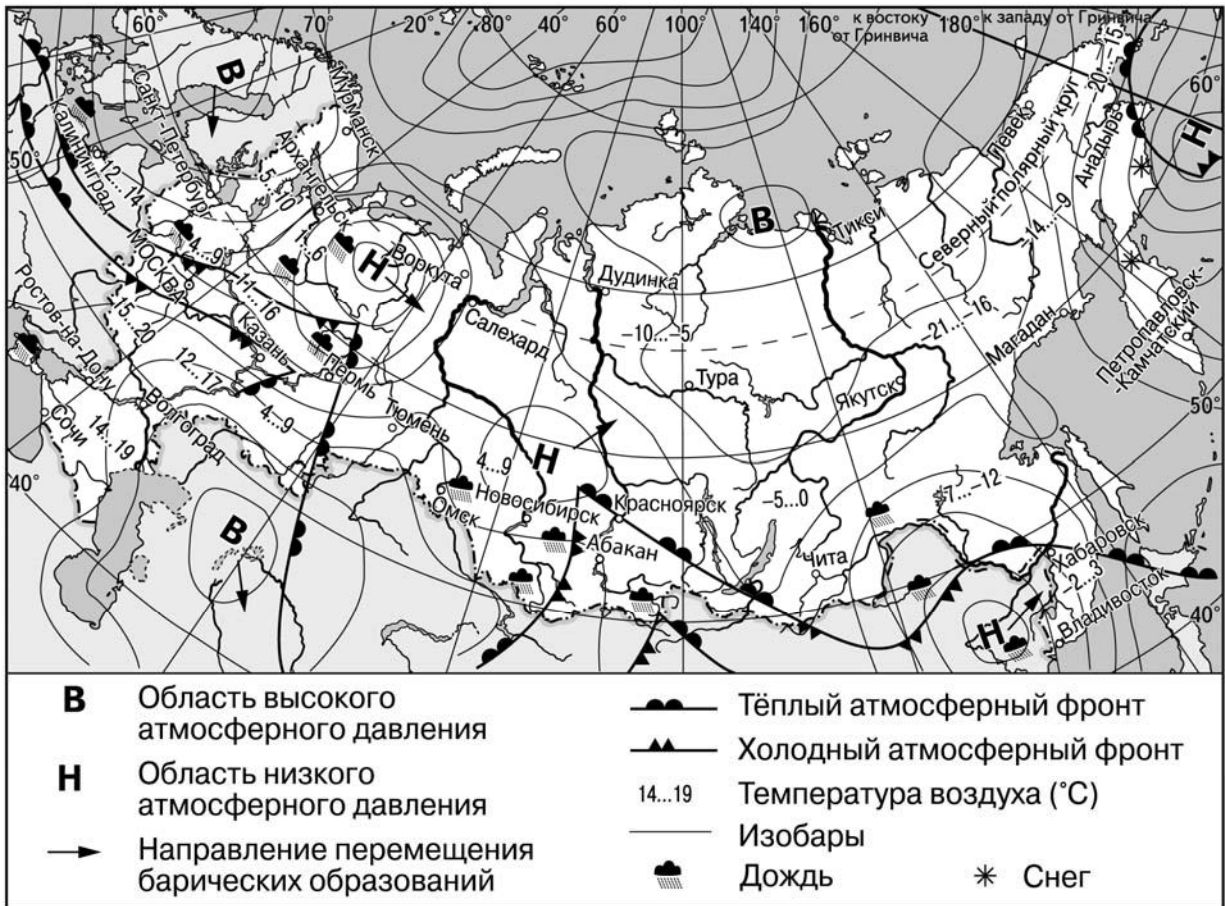 60°
70°
80°
40°
60°
100°
140°
160°
к востоку
от Гринвича
180°
к западу от Гринвича
−20...−15
60°
50°
40°
50°
40°
В
Н
Мурманск
Санкт-Петербург
Калининград
Архангельск
12...14
5...10
4...9
1...6
МОСКВА
11...16
Воркута
Н
В
Тикси
Певек
Северный полярный круг
Анадырь
−14...−9
Дудинка
Салехард
−10...−5
Тура
−21...−16
Якутск
Магадан
Петропавловск-
-Камчатский
Ростов-на-Дону
15...20
Казань
Пермь
12...17
Волгоград
4...9
Тюмень
Сочи
14...19
В
4...9
Н
Новосибирск
Омск
Красноярск
Абакан
−5...0
Чита
Хабаровск
−2...3
Владивосток
Н
В Область высокого
атмосферного давления
Н Область низкого
атмосферного давления
Направление перемещения
барических образований
Тёплый атмосферный фронт
Холодный атмосферный фронт
14...19 Температура воздуха (°С)
Изобары
Дождь
Снег